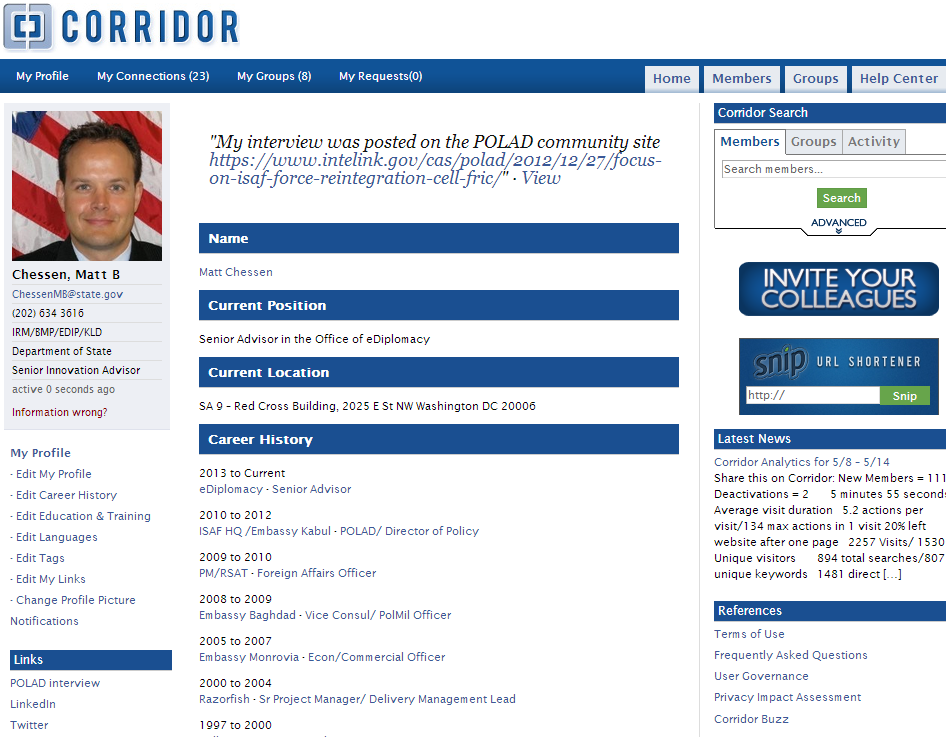 CORRIDOR
My Profile My Connections (23) My Groups (8) My Requests(0)
Home Members Groups Help Center
Chessen, Matt B
ChessenMB@state.gov
(202) 634 3616
IRM/BMP/EDIP/KLD
Department of State
Senior Innovation Advisor
active 0 seconds ago
Information wrong?
My Profile
· Edit My Profile
· Edit Career History
· Edit Education & Training
· Edit Languages
· Edit Tags
· Edit My Links
· Change Profile Picture
Notifications
Links
POLAD interview
LinkedIn
Twitter
"My interview was posted on the POLAD community site
https://www.intelink.gov/cas/polad/2012/12/27/focus-
on-isaf-force-reintegration-cell-fric/" · View
Name
Matt Chessen
Current Position
Senior Advisor in the Office of eDiplomacy
Current Location
SA 9 – Red Cross Building, 2025 E St NW Washington DC 20006
Career History
2013 to Current
eDiplomacy - Senior Advisor
2010 to 2012
ISAF HQ /Embassy Kabul - POLAD/ Director of Policy
2009 to 2010
PM/RSAT - Foreign Affairs Officer
2008 to 2009
Embassy Baghdad - Vice Consul/ PolMil Officer
2005 to 2007
Embassy Monrovia - Econ/Commercial Officer
2000 to 2004
Razorfish - Sr Project Manager/ Delivery Management Lead
1997 to 2000
Corridor Search
Members Groups Activity
Search members...
Search
ADVANCED
INVITE YOUR
COLLEAGUES
snip URL SHORTENER
http:// Snip
Latest News
Corridor Analytics for 5/8 – 5/14
Share this on Corridor: New Members = 111
Deactivations = 2 5 minutes 55 seconds
Average visit duration 5.2 actions per
visit/134 max actions in 1 visit 20% left
website after one page 2257 Visits/ 1530
Unique visitors 894 total searches/807
unique keywords 1481 direct [...]
References
Terms of Use
Frequently Asked Questions
User Governance
Privacy Impact Assessment
Corridor Buzz